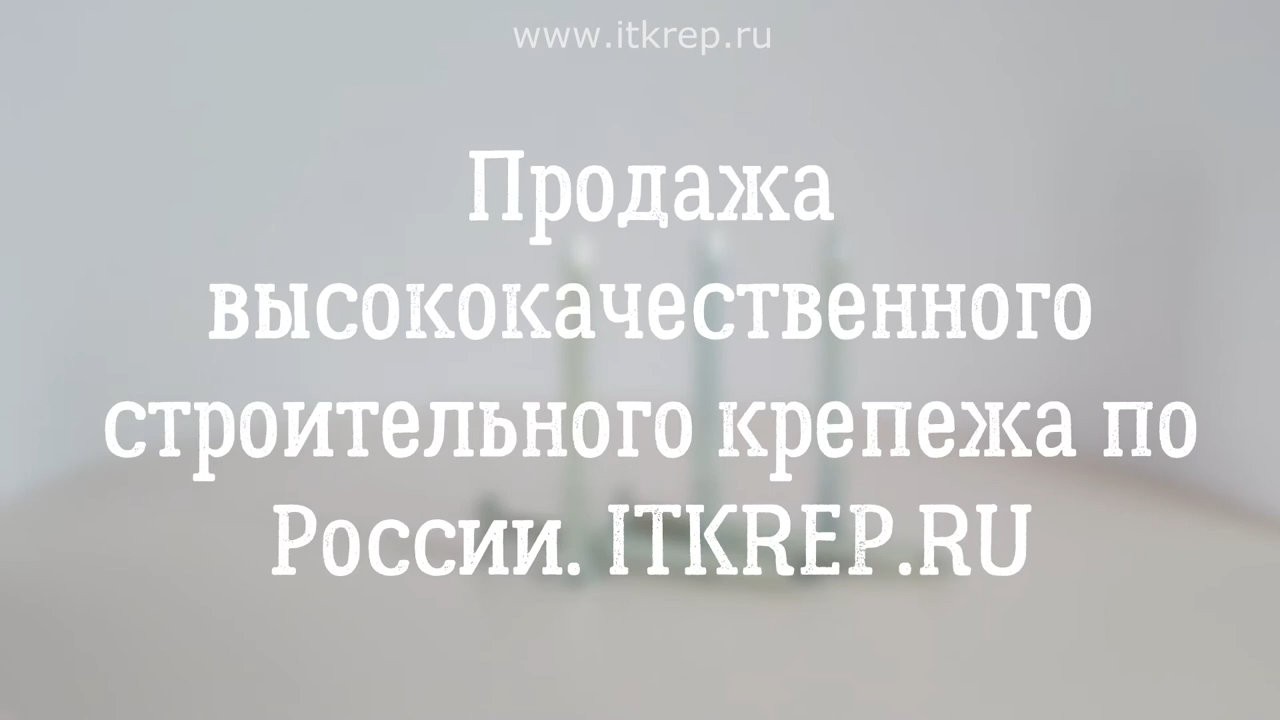 www.itkrep.ru
Продажа
высококачественного
строительного крепежа по
России. ITKREP.RU